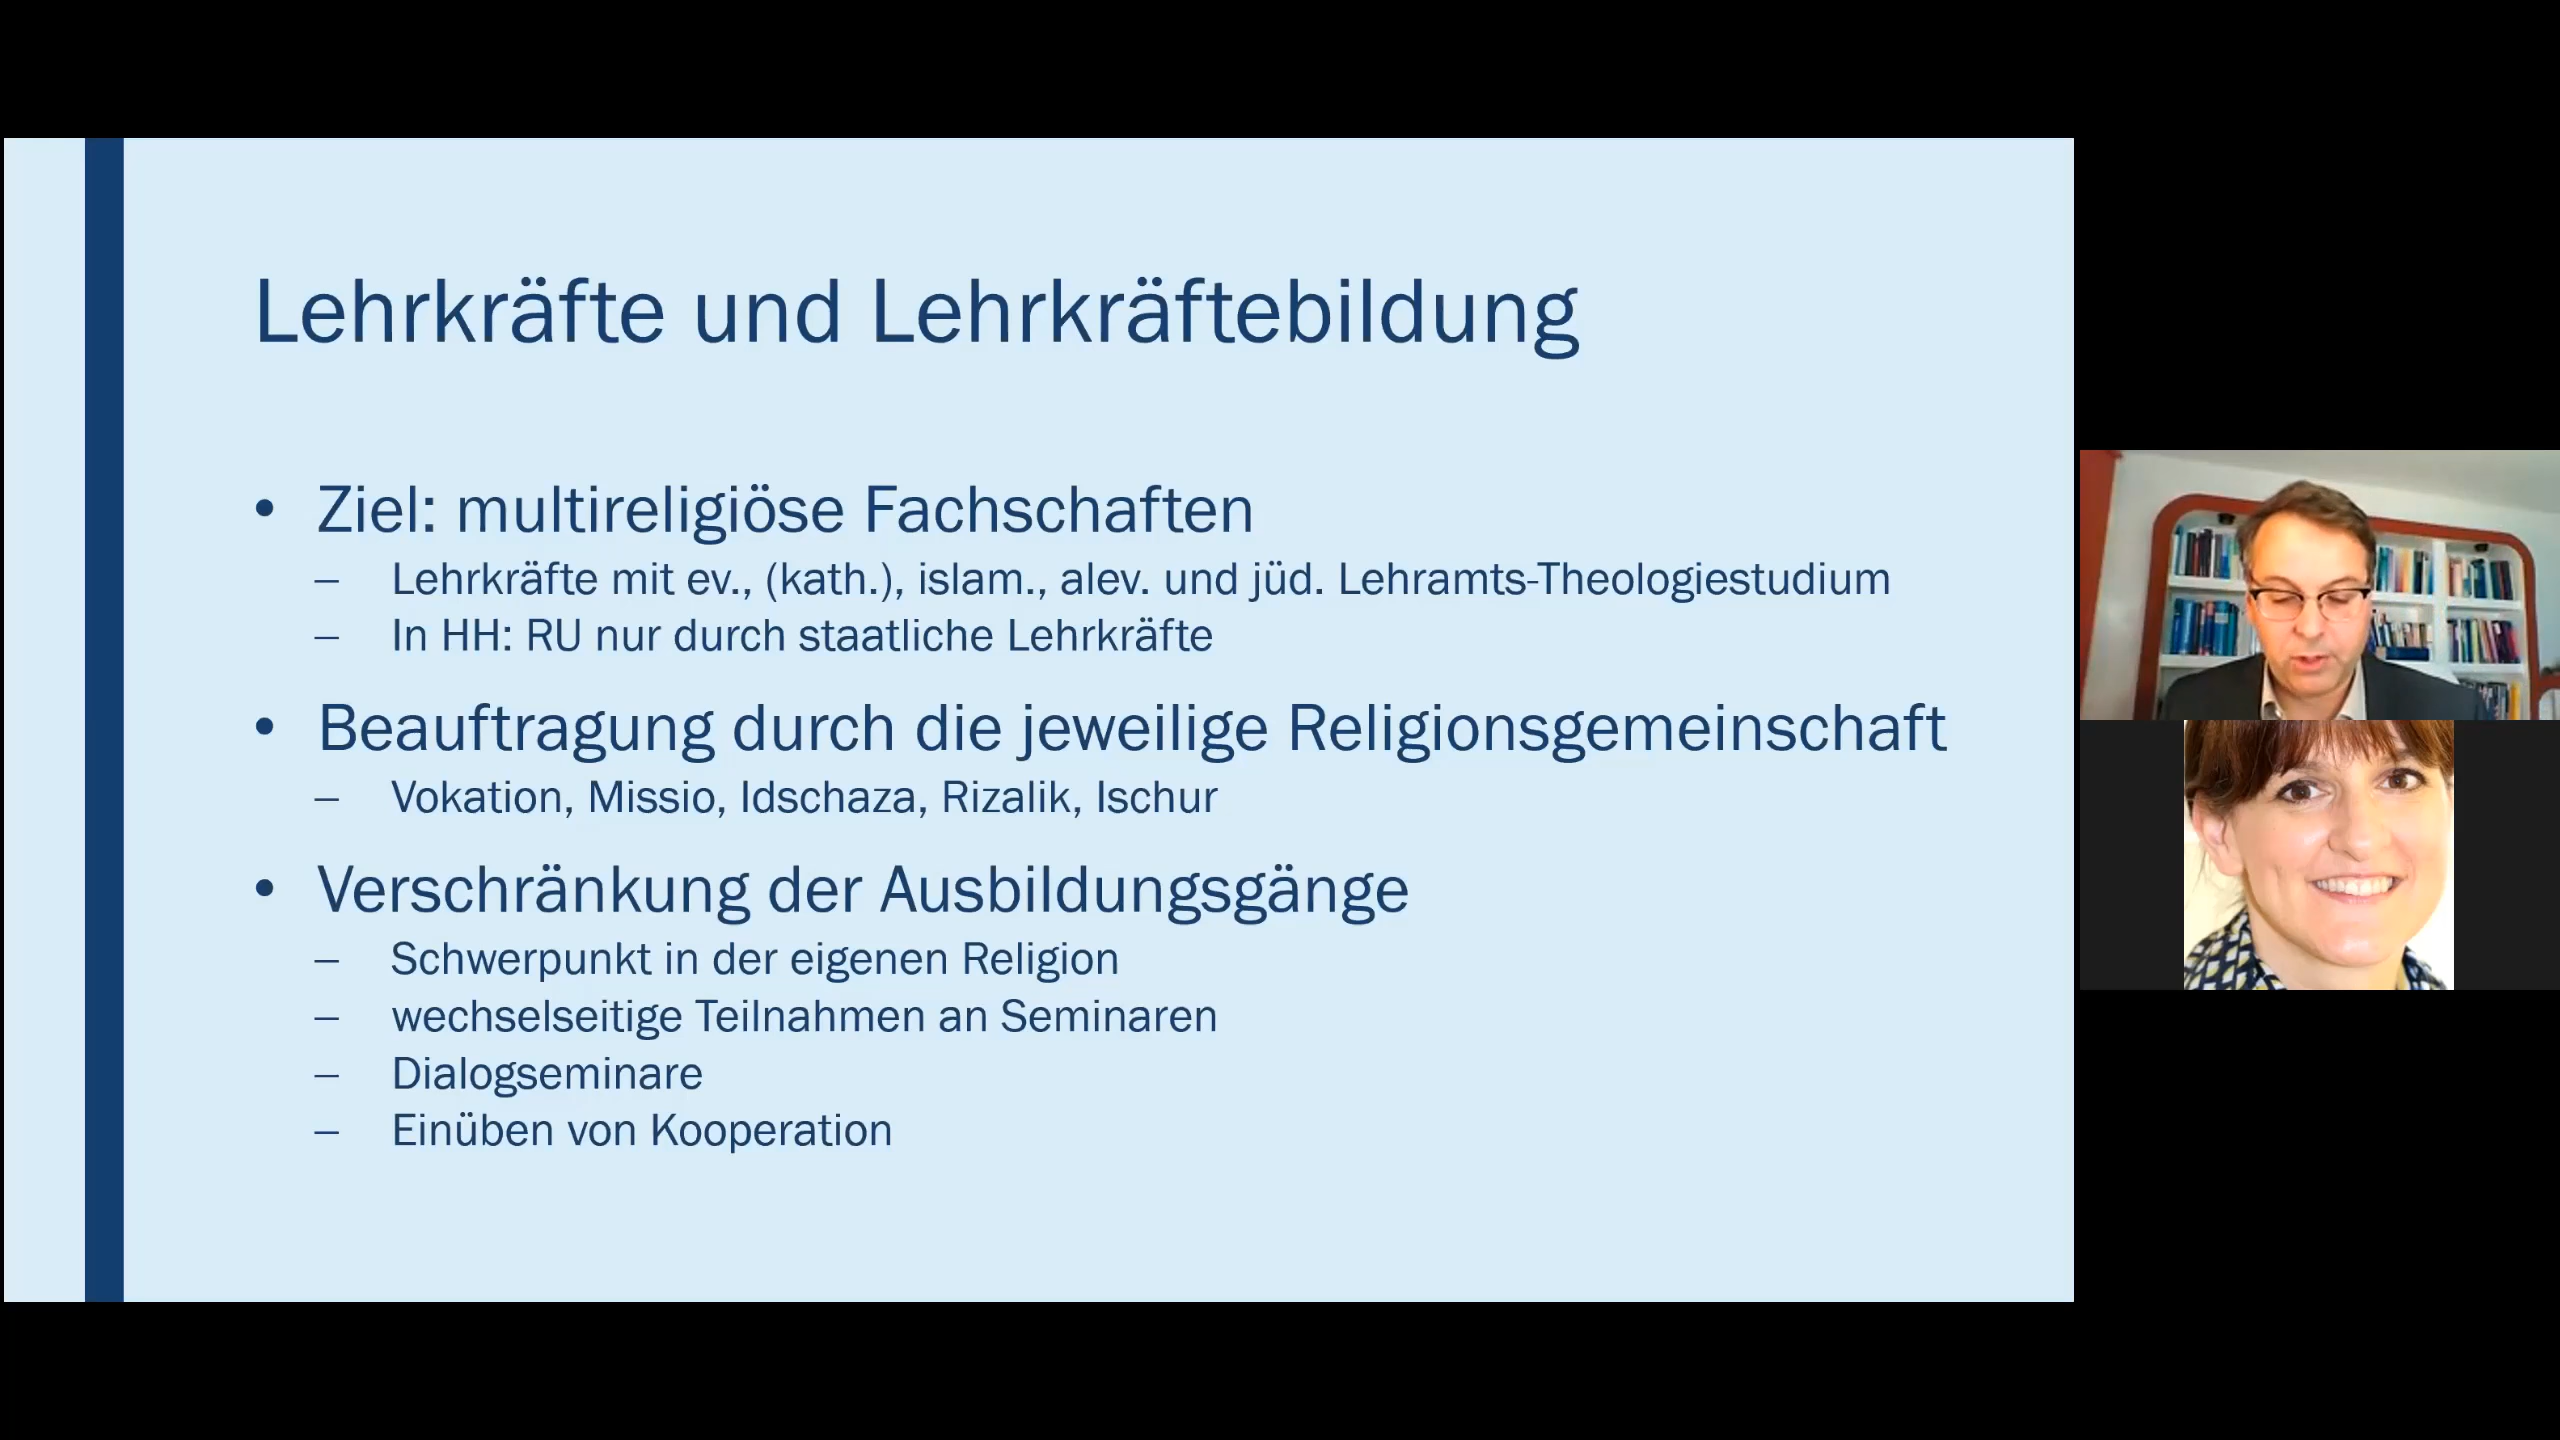 Lehrkräfte und Lehrkräftebildung
• Ziel: multireligiöse Fachschaften
– Lehrkräfte mit ev., (kath.), islam., alev. und jüd. Lehramts-Theologiestudium
– In HH: RU nur durch staatliche Lehrkräfte
• Beauftragung durch die jeweilige Religionsgemeinschaft
– Vokation, Missio, Idschaza, Rizalik, Ischur
• Verschränkung der Ausbildungsgänge
– Schwerpunkt in der eigenen Religion
– wechselseitige Teilnahmen an Seminaren
– Dialogseminare
– Einüben von Kooperation